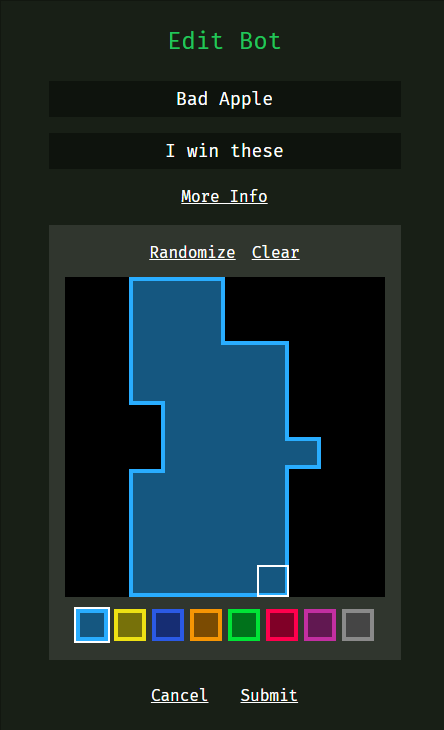 Edit Bot
Bad Apple
I win these
More Info
Randomize Clear
Cancel Submit